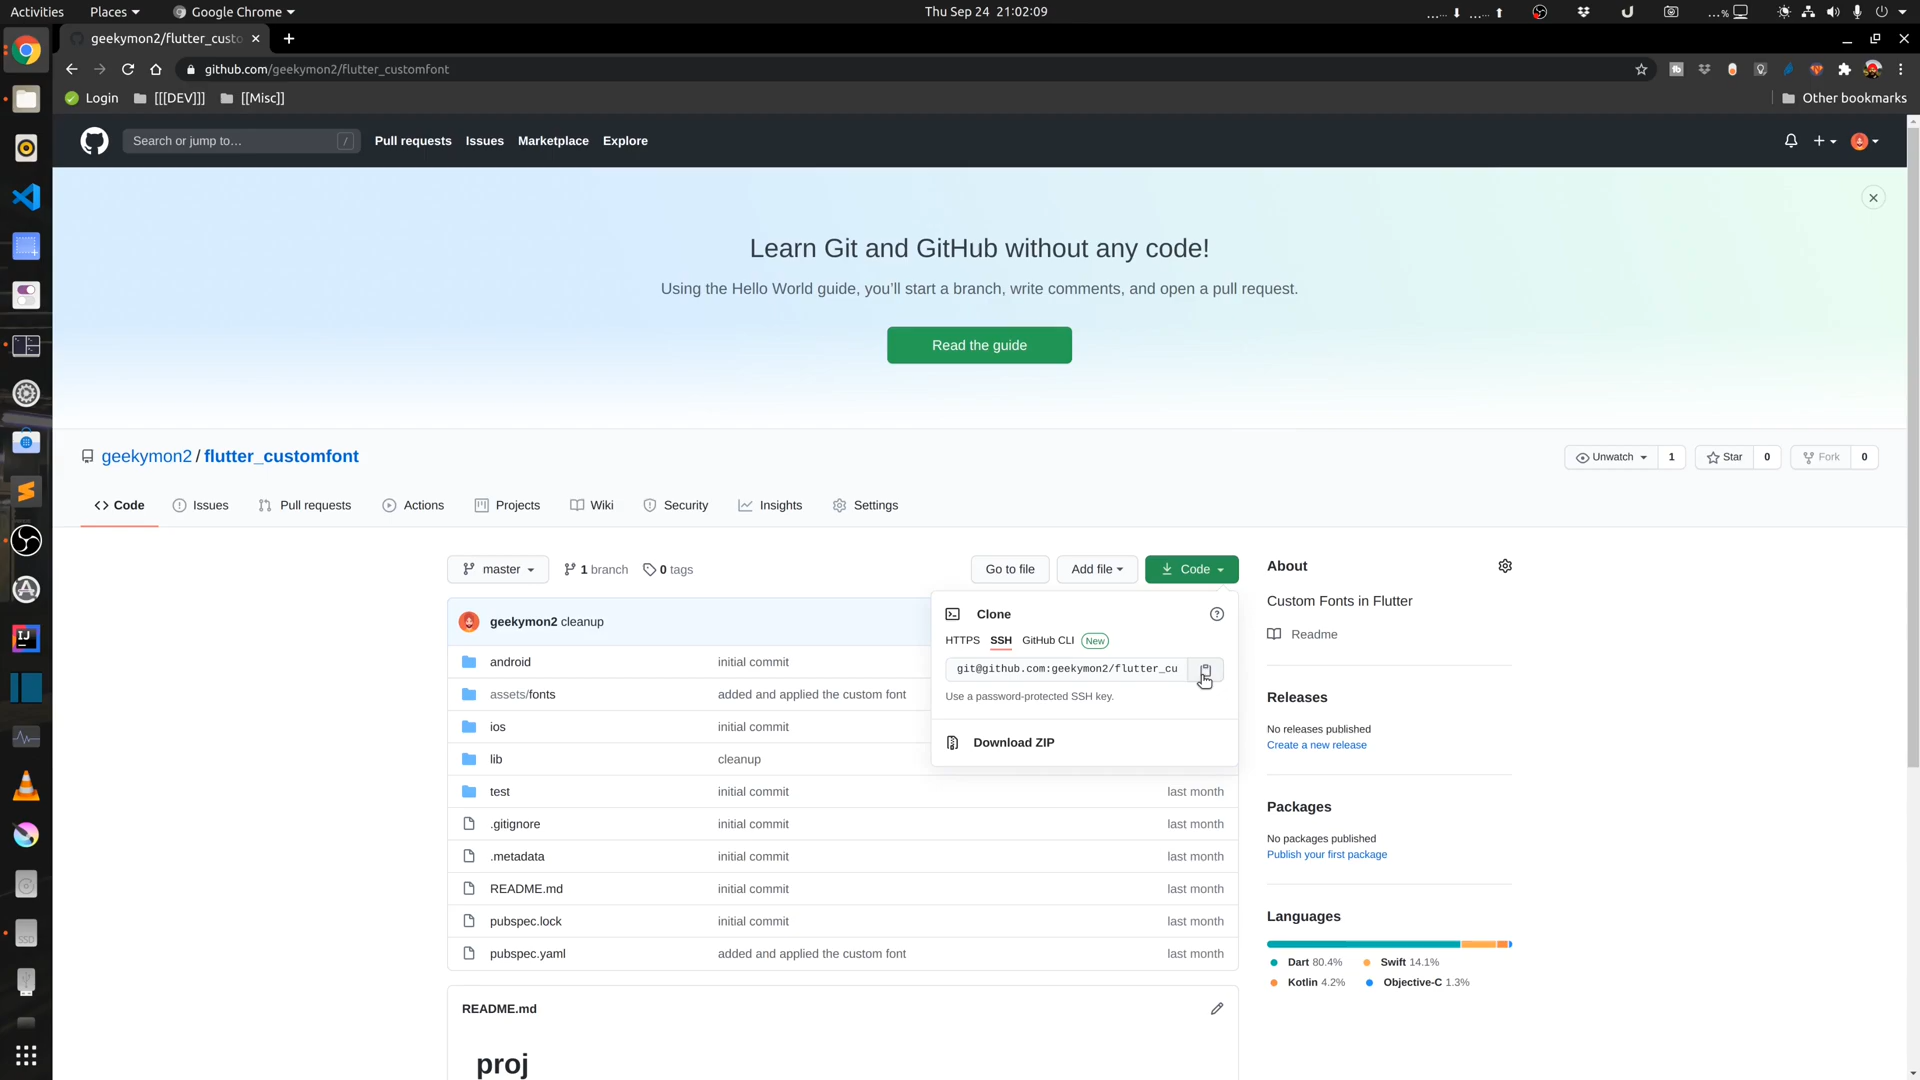 Activities Places Google Chrome Thu Sep 24 21:02:09 ...% 
geekymon2/flutter_custo
github.com/geekymon2/flutter_customfont
Login [[[DEV]]] [[Misc]] Other bookmarks
Search or jump to… / Pull requests Issues Marketplace Explore
Learn Git and GitHub without any code!
Using the Hello World guide, you’ll start a branch, write comments, and open a pull request.
Read the guide
geekymon2 / flutter_customfont Unwatch 1 Star 0 Fork 0
Code Issues Pull requests Actions Projects Wiki Security Insights Settings
master 1 branch 0 tags Go to file Add file Code
geekymon2 cleanup
android initial commit
assets/fonts added and applied the custom font
ios initial commit
lib cleanup
test initial commit last month
.gitignore initial commit last month
.metadata initial commit last month
README.md initial commit last month
pubspec.lock initial commit last month
pubspec.yaml added and applied the custom font last month
Clone
HTTPS SSH GitHub CLI New
git@github.com:geekymon2/flutter_cu
Use a password-protected SSH key.
Download ZIP
README.md
proj
About
Custom Fonts in Flutter
Readme
Releases
No releases published
Create a new release
Packages
No packages published
Publish your first package
Languages
Dart 80.4% Swift 14.1%
Kotlin 4.2% Objective-C 1.3%